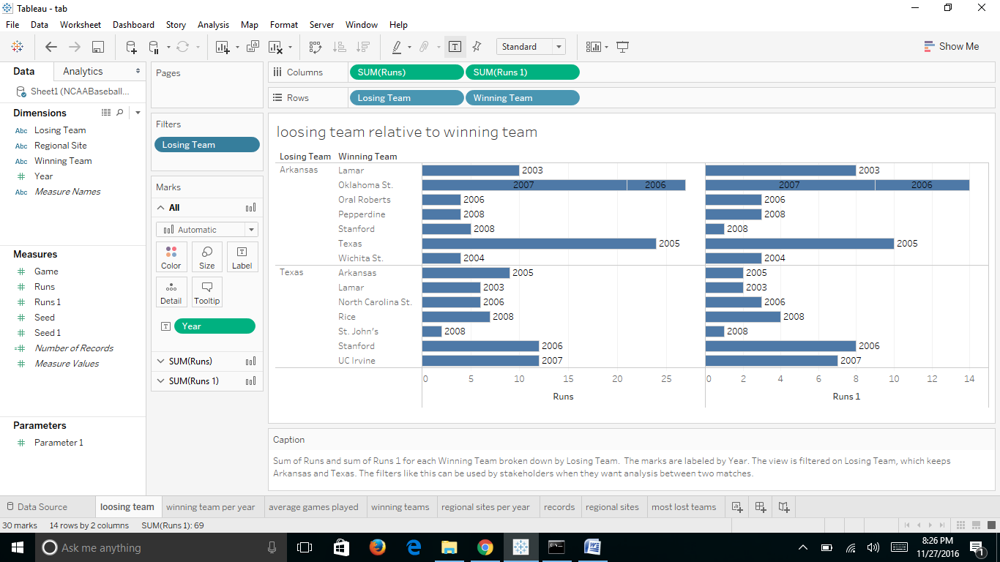 Tableau - tab
File Data Worksheet Dashboard Story Analysis Map Format Server Window Help
Standard
Show Me
Data Analytics
Sheet1 (NCAABaseball...
Dimensions
Abc Losing Team
Abc Regional Site
Abc Winning Team
Year
Abc Measure Names
Measures
Game
Runs
Runs 1
Seed
Seed 1
Number of Records
Measure Values
Parameters
Parameter 1
Pages
Filters
Losing Team
Marks
All
Automatic
Color Size Label
Detail Tooltip
Year
SUM(Runs)
SUM(Runs 1)
Columns SUM(Runs) SUM(Runs 1)
Rows Losing Team Winning Team
loosing team relative to winning team
Losing Team Winning Team
Arkansas Lamar 2003 2003
Oklahoma St. 2007 2006 2007 2006
Oral Roberts 2006 2006
Pepperdine 2008 2008
Stanford 2008 2008
Texas 2005 2005
Wichita St. 2004 2004
Texas Arkansas 2005 2005
Lamar 2003 2003
North Carolina St. 2006 2006
Rice 2008 2008
St. John's 2008 2008
Stanford 2006 2006
UC Irvine 2007 2007
0 5 10 15 20 25 0 2 4 6 8 10 12 14
Runs Runs 1
Caption
Sum of Runs and sum of Runs 1 for each Winning Team broken down by Losing Team. The marks are labeled by Year. The view is filtered on Losing Team, which keeps
Arkansas and Texas. The filters like this can be used by stakeholders when they want analysis between two matches.
Data Source loosing team winning team per year average games played winning teams regional sites per year records regional sites most lost teams
30 marks 14 rows by 2 columns SUM(Runs 1): 69
Ask me anything
8:26 PM
11/27/2016
1